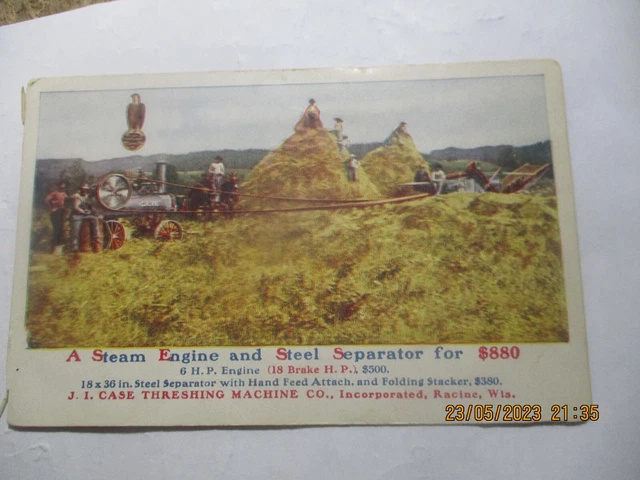 A Steam Engine and Steel Separator for $880
6 H.P. Engine (18 Brake H. P.), $500.
18 x 36 in. Steel Separator with Hand Feed Attach. and Folding Stacker, $380.
J. I. CASE THRESHING MACHINE CO., Incorporated, Racine, Wis.
23/05/2023 21:35